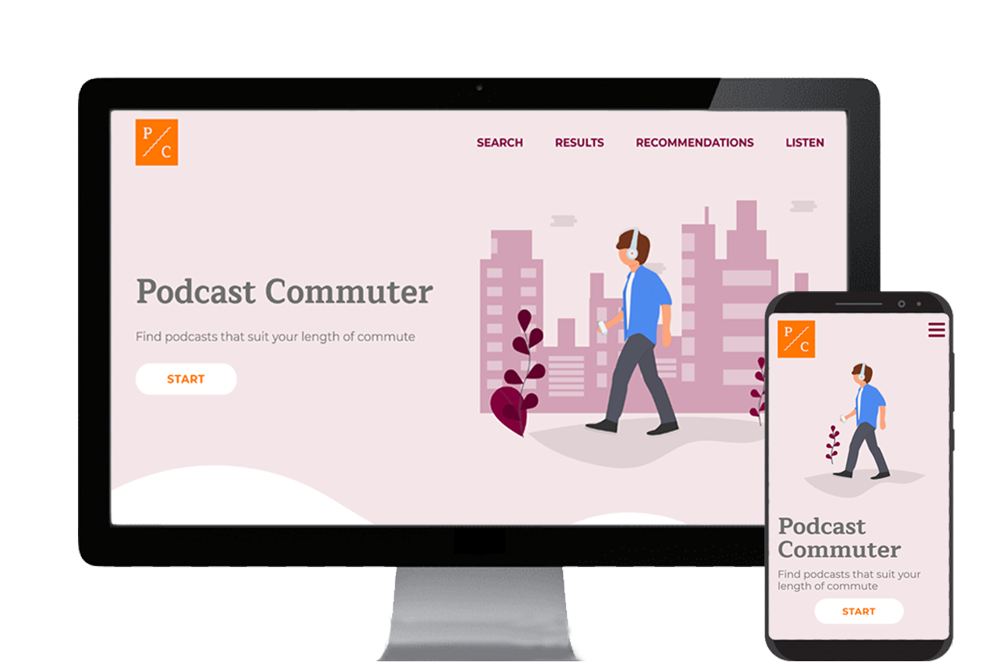 P
C
SEARCH RESULTS RECOMMENDATIONS LISTEN
Podcast Commuter
Find podcasts that suit your length of commute
START
P
C
Podcast
Commuter
Find podcasts that suit your
length of commute
START